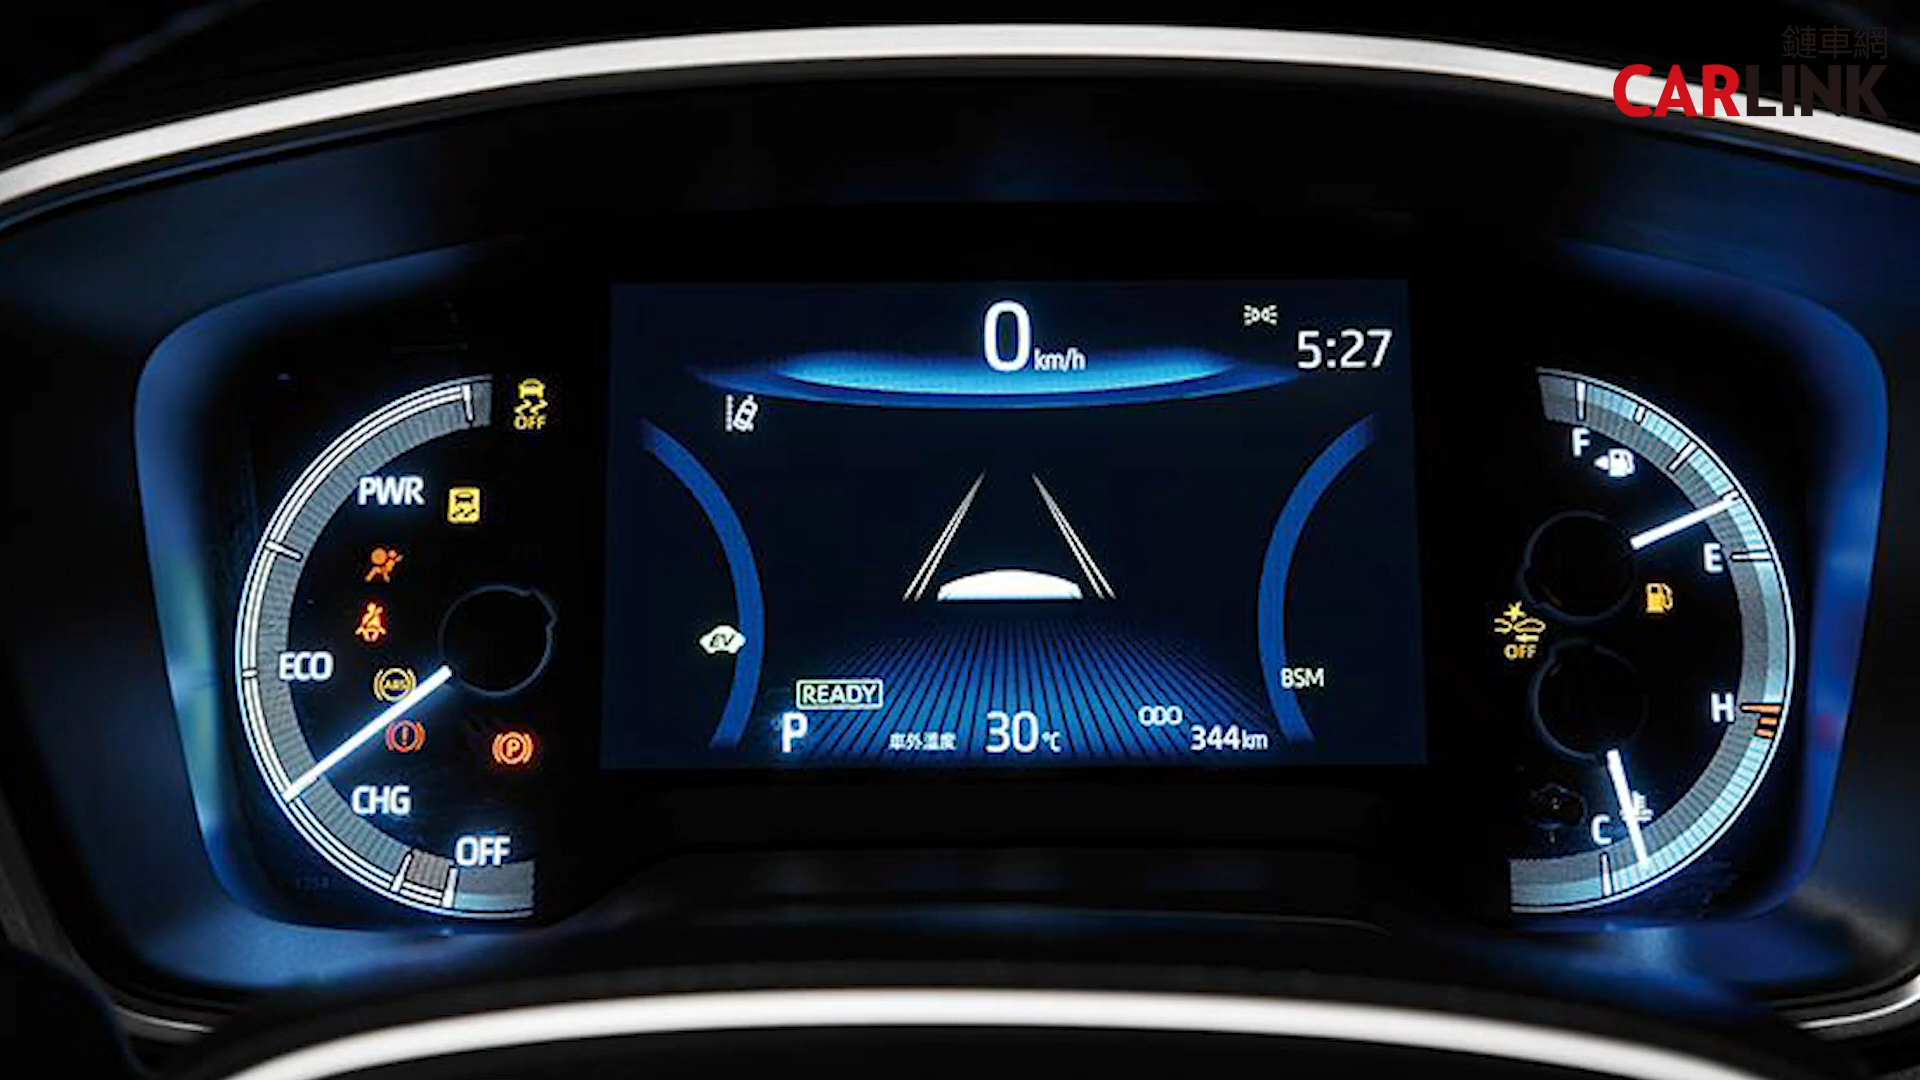 鏈車網
CARLINK
0 km/h
5:27
OFF
PWR
F
E
ECO
ABS
OFF
BSM
READY
P
車外溫度 30℃
ODO
344km
H
P
CHG
OFF
C
EV